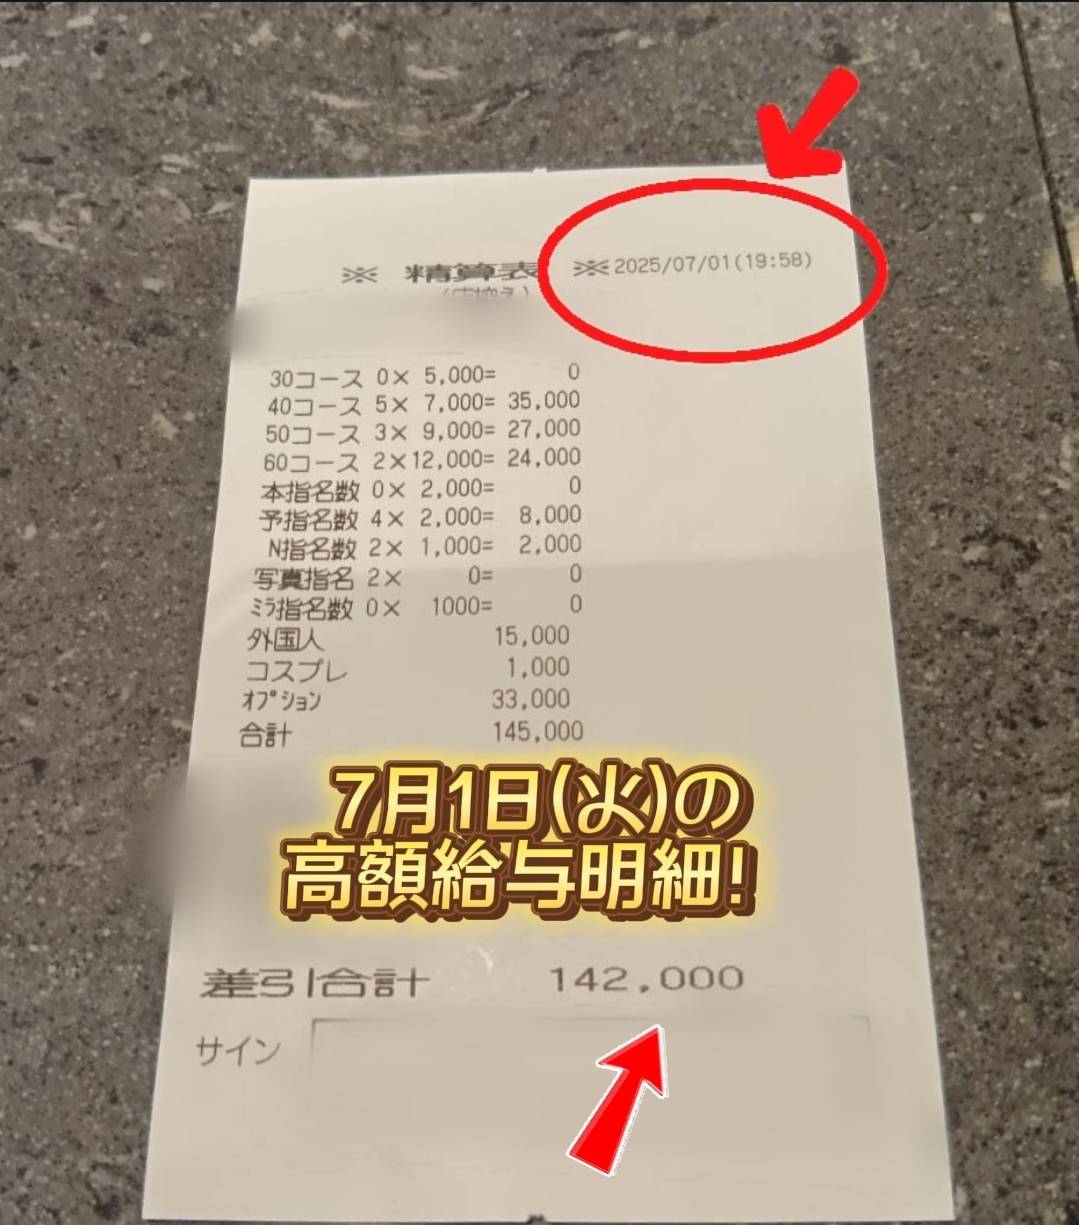 ※ 精算表 ※2025/07/01(19:58)
30コース 0× 5,000= 0
40コース 5× 7,000= 35,000
50コース 3× 9,000= 27,000
60コース 2×12,000= 24,000
本指名数 0× 2,000= 0
予指名数 4× 2,000= 8,000
N指名数 2× 1,000= 2,000
写真指名 2× 0= 0
ﾐﾗ指名数 0× 1000= 0
外国人 15,000
コスプレ 1,000
ｵﾌﾟｼｮﾝ 33,000
合計 145,000
7月1日(火)の
高額給与明細!
差引合計 142,000
サイン